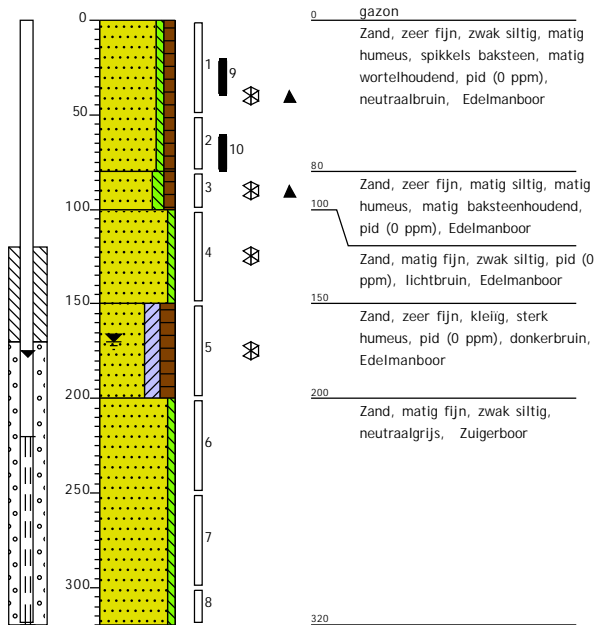 0
50
100
150
200
250
300
1
2
3
4
5
6
7
8
9
10
0
gazon
Zand, zeer fijn, zwak siltig, matig
humeus, spikkels baksteen, matig
wortelhoudend, pid (0 ppm),
neutraalbruin, Edelmanboor
80
Zand, zeer fijn, matig siltig, matig
humeus, matig baksteenhoudend,
pid (0 ppm), Edelmanboor
100
Zand, matig fijn, zwak siltig, pid (0
ppm), lichtbruin, Edelmanboor
150
Zand, zeer fijn, kleiïg, sterk
humeus, pid (0 ppm), donkerbruin,
Edelmanboor
200
Zand, matig fijn, zwak siltig,
neutraalgrijs, Zuigerboor
320